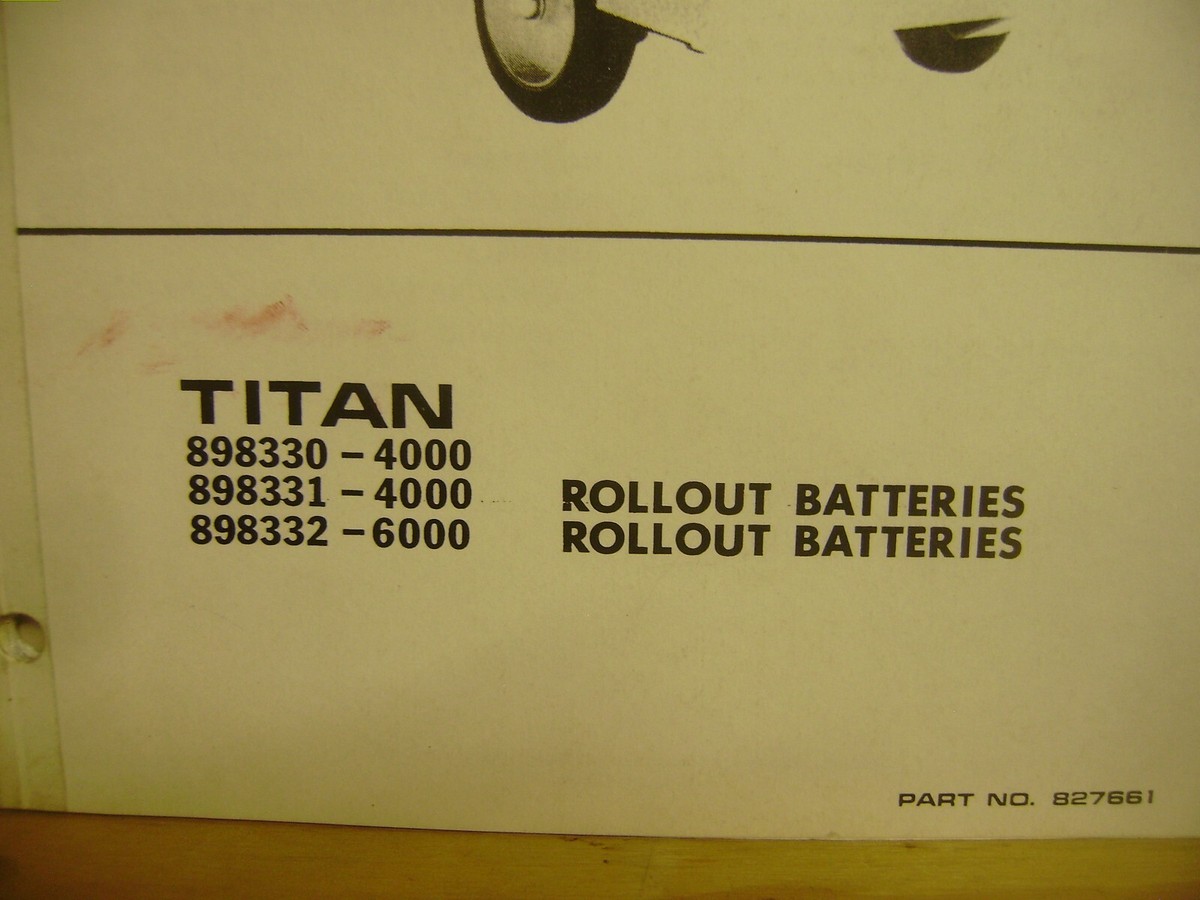 TITAN
898330 – 4000
898331 – 4000 ROLLOUT BATTERIES
898332 – 6000 ROLLOUT BATTERIES
PART NO. 827661